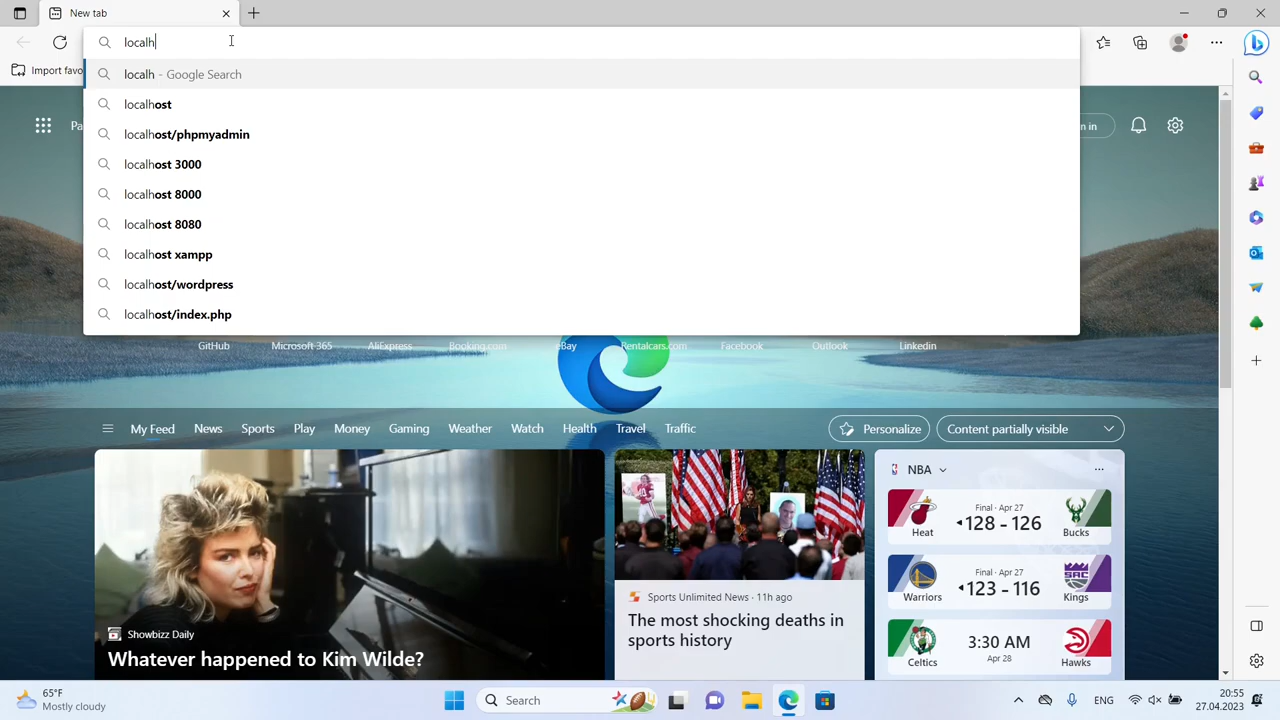 New tab
localh
localh - Google Search
Import favo
localhost
localhost/phpmyadmin
localhost 3000
localhost 8000
localhost 8080
localhost xampp
localhost/wordpress
localhost/index.php
Pa
n in
GitHub Microsoft 365 AliExpress Booking.com eBay Rentalcars.com Facebook Outlook Linkedin
My Feed News Sports Play Money Gaming Weather Watch Health Travel Traffic
Personalize
Content partially visible
Showbizz Daily
Whatever happened to Kim Wilde?
Sports Unlimited News · 11h ago
The most shocking deaths in
sports history
NBA
Final · Apr 27
128 - 126
Heat Bucks
Final · Apr 27
123 - 116
Warriors Kings
3:30 AM
Apr 28
Celtics Hawks
65°F
Mostly cloudy
Search
ENG
20:55
27.04.2023